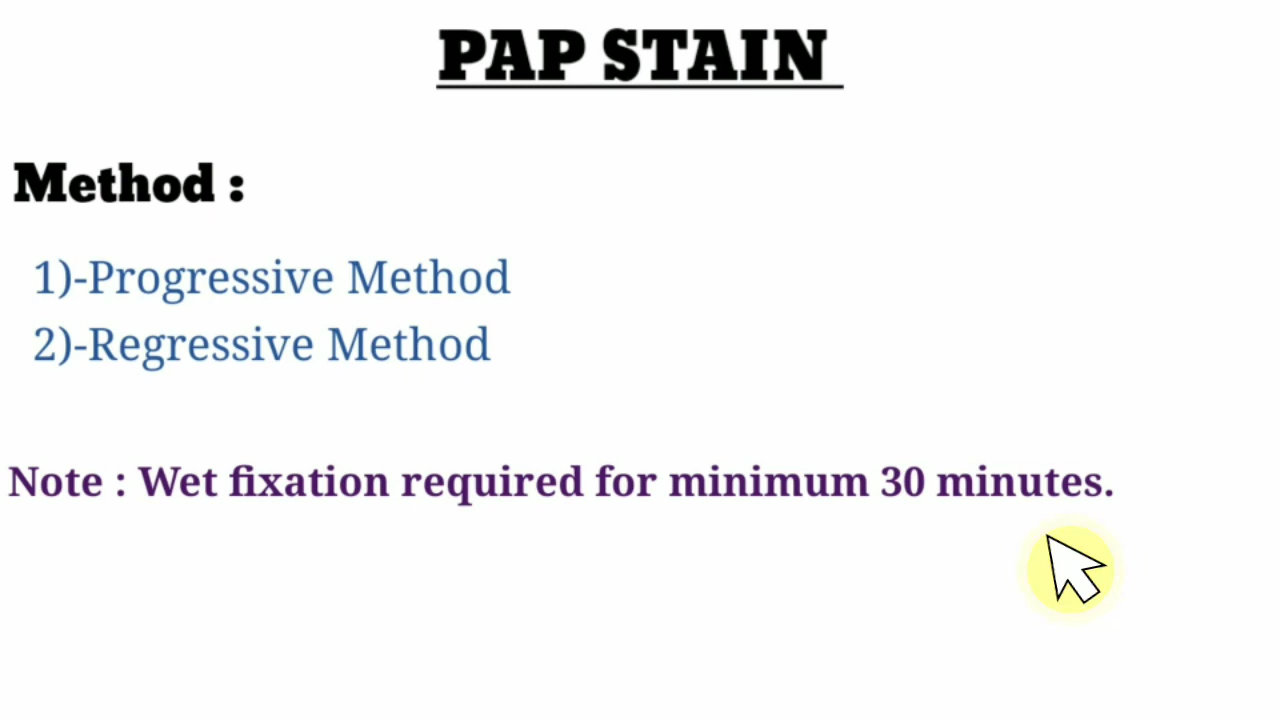 PAP STAIN
Method :
1)-Progressive Method
2)-Regressive Method
Note : Wet fixation required for minimum 30 minutes.